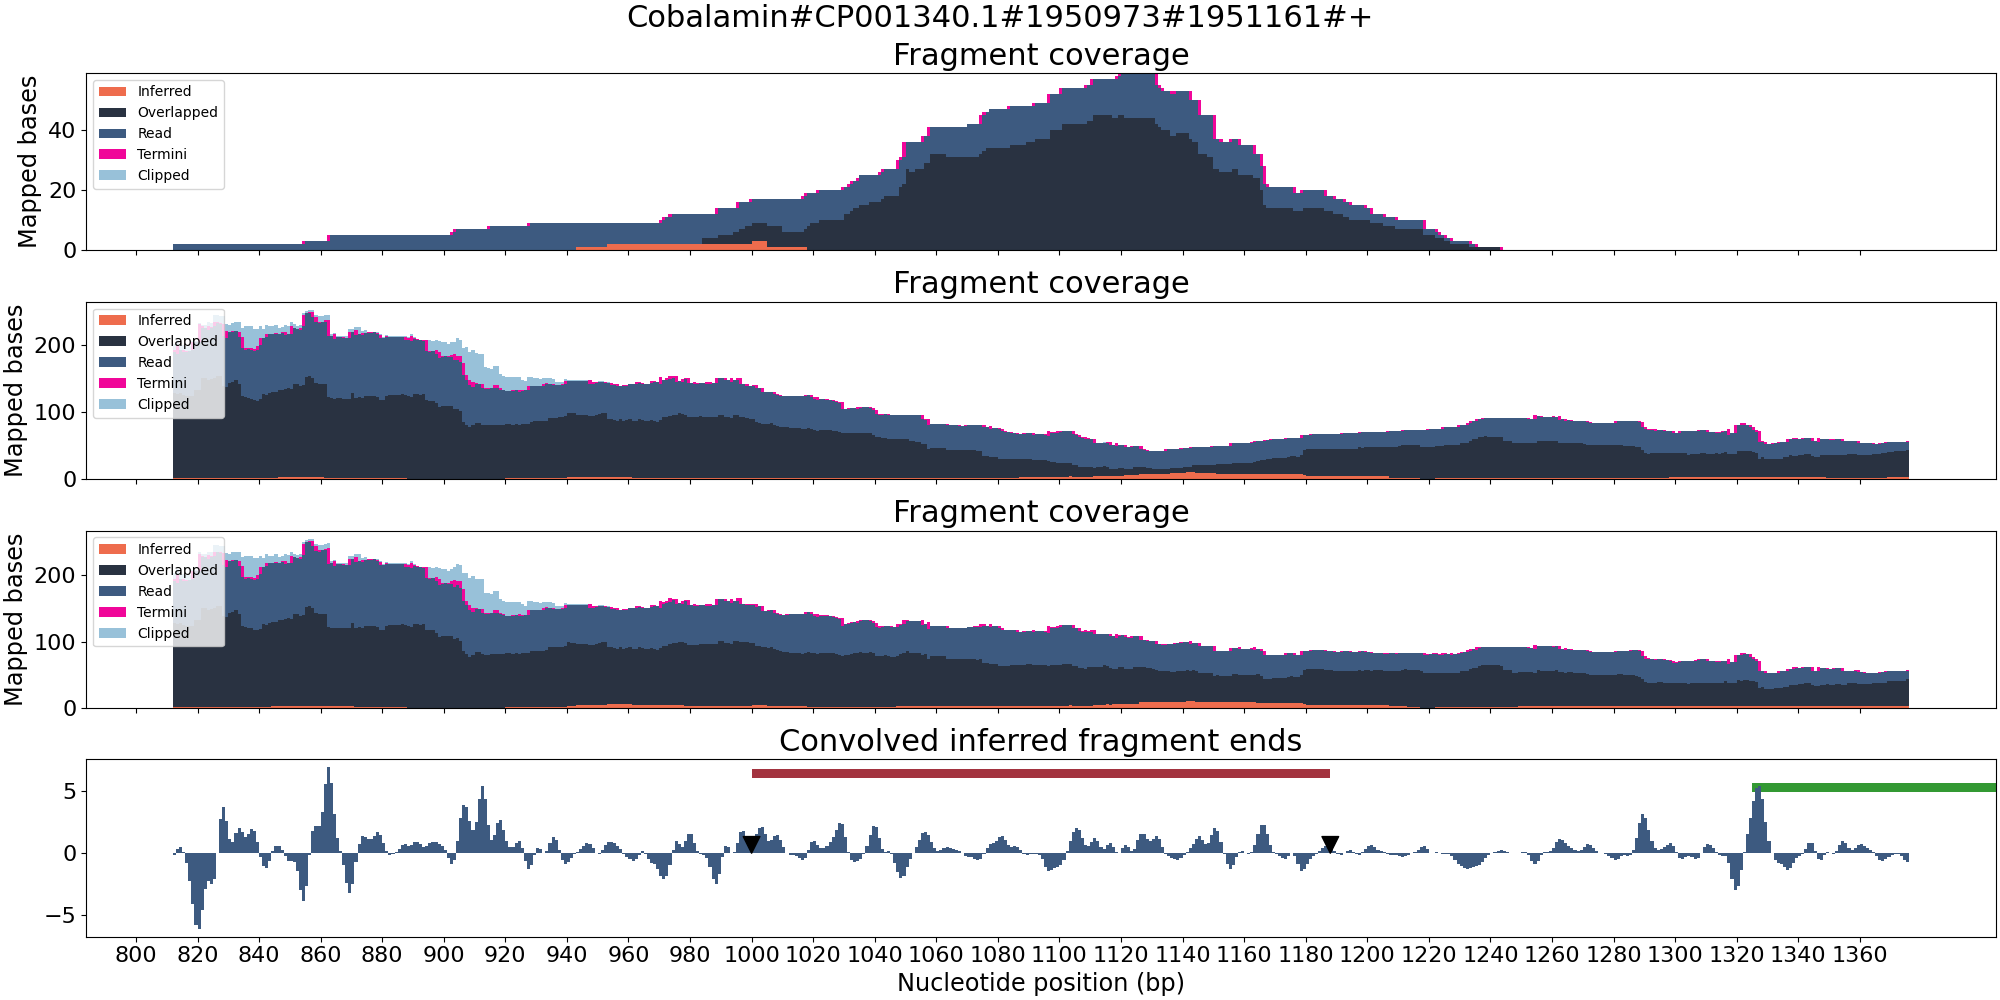 Cobalamin#CP001340.1#1950973#1951161#+
Fragment coverage
Mapped bases
40
20
0
Inferred
Overlapped
Read
Termini
Clipped
Fragment coverage
Mapped bases
200
100
0
Inferred
Overlapped
Read
Termini
Clipped
Fragment coverage
Mapped bases
200
100
0
Inferred
Overlapped
Read
Termini
Clipped
Convolved inferred fragment ends
5
0
−5
800 820 840 860 880 900 920 940 960 980 1000 1020 1040 1060 1080 1100 1120 1140 1160 1180 1200 1220 1240 1260 1280 1300 1320 1340 1360
Nucleotide position (bp)